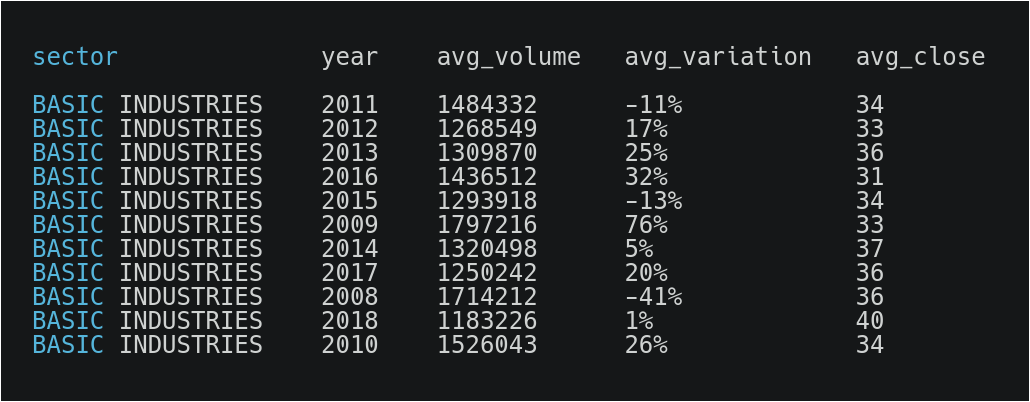 sector year avg_volume avg_variation avg_close
BASIC INDUSTRIES 2011 1484332 -11% 34
BASIC INDUSTRIES 2012 1268549 17% 33
BASIC INDUSTRIES 2013 1309870 25% 36
BASIC INDUSTRIES 2016 1436512 32% 31
BASIC INDUSTRIES 2015 1293918 -13% 34
BASIC INDUSTRIES 2009 1797216 76% 33
BASIC INDUSTRIES 2014 1320498 5% 37
BASIC INDUSTRIES 2017 1250242 20% 36
BASIC INDUSTRIES 2008 1714212 -41% 36
BASIC INDUSTRIES 2018 1183226 1% 40
BASIC INDUSTRIES 2010 1526043 26% 34